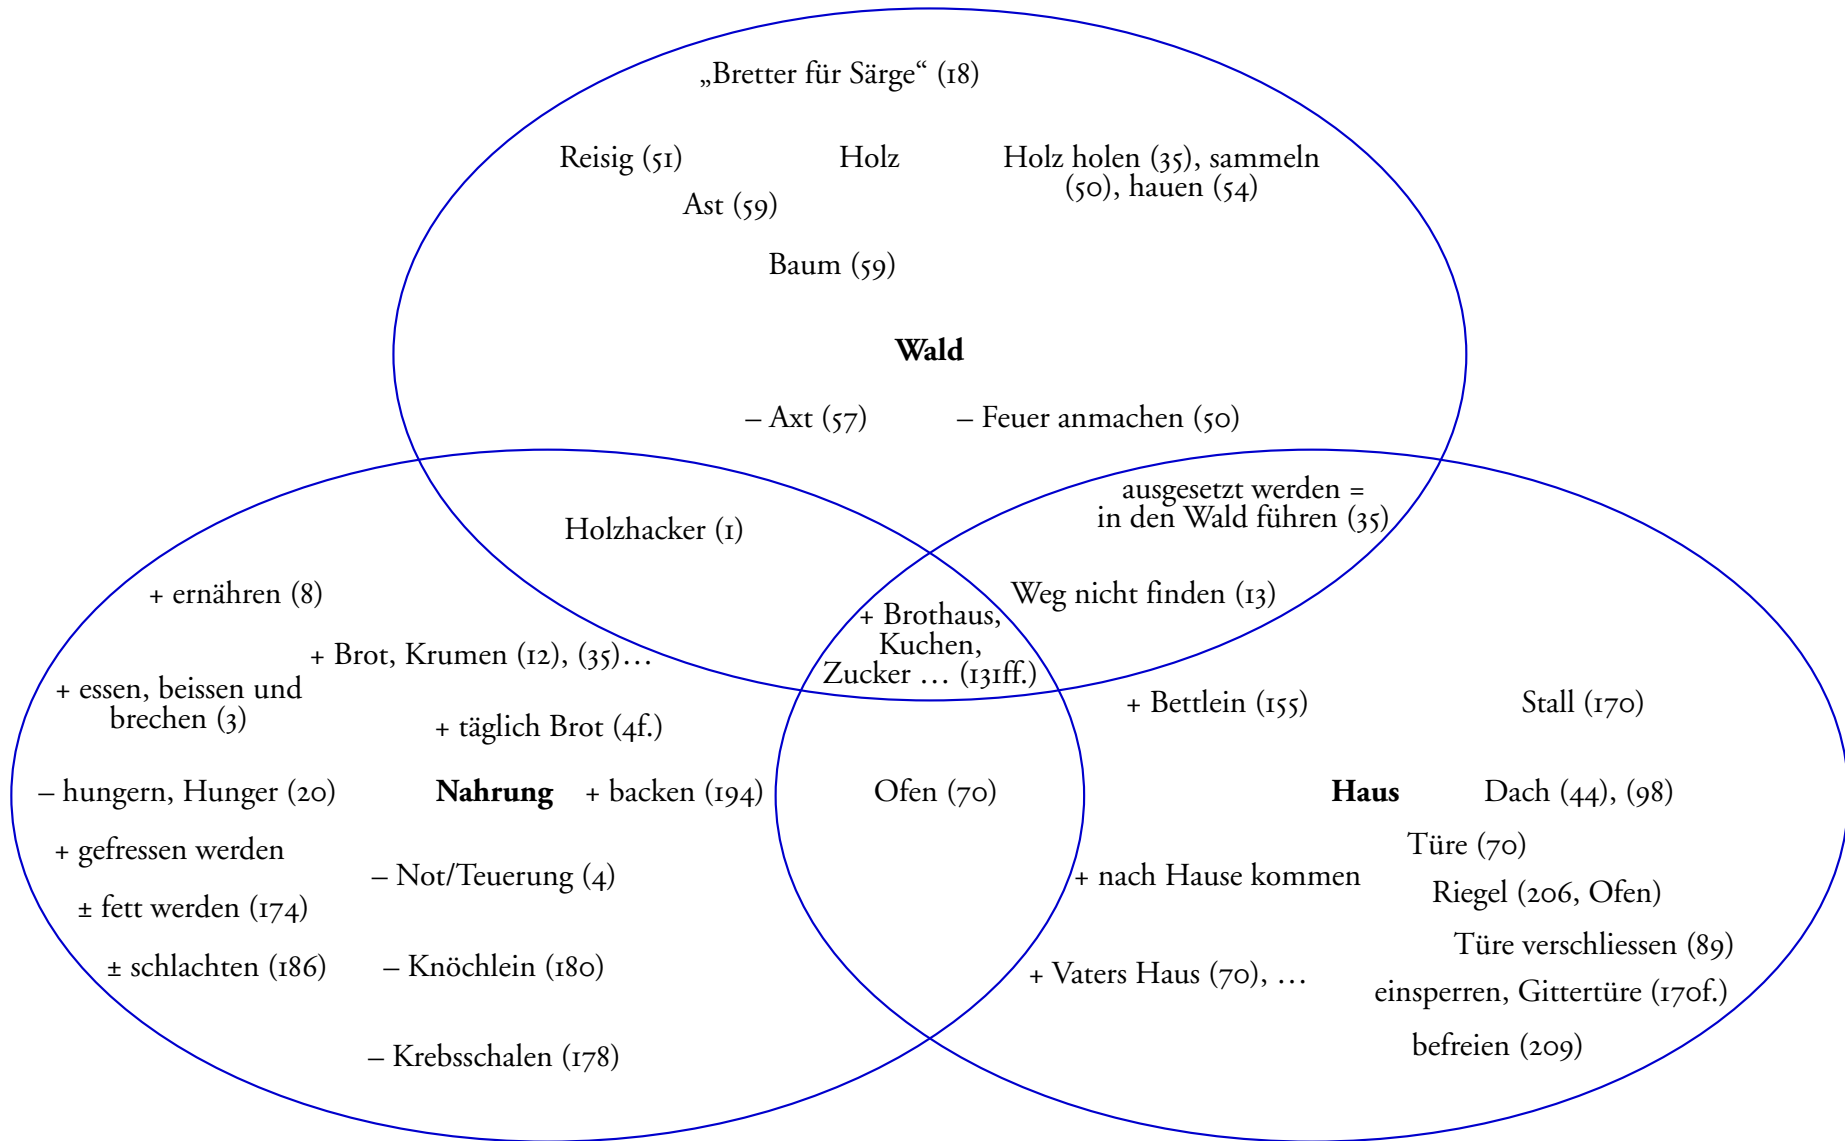 „Bretter für Särge“ (18)
Reisig (51)
Holz
Holz holen (35), sammeln
(50), hauen (54)
Ast (59)
Baum (59)
Wald
– Axt (57)
– Feuer anmachen (50)
ausgesetzt werden =
in den Wald führen (35)
Holzhacker (1)
Weg nicht finden (13)
+ ernähren (8)
+ Brothaus,
Kuchen,
Zucker … (131ff.)
+ Brot, Krumen (12), (35)…
+ essen, beissen und
brechen (3)
+ täglich Brot (4f.)
+ Bettlein (155)
Stall (170)
– hungern, Hunger (20)
Nahrung
+ backen (194)
Ofen (70)
Haus
Dach (44), (98)
+ gefressen werden
Türe (70)
– Not/Teuerung (4)
+ nach Hause kommen
Riegel (206, Ofen)
± fett werden (174)
Türe verschliessen (89)
± schlachten (186)
– Knöchlein (180)
+ Vaters Haus (70), …
einsperren, Gittertüre (170f.)
befreien (209)
– Krebsschalen (178)